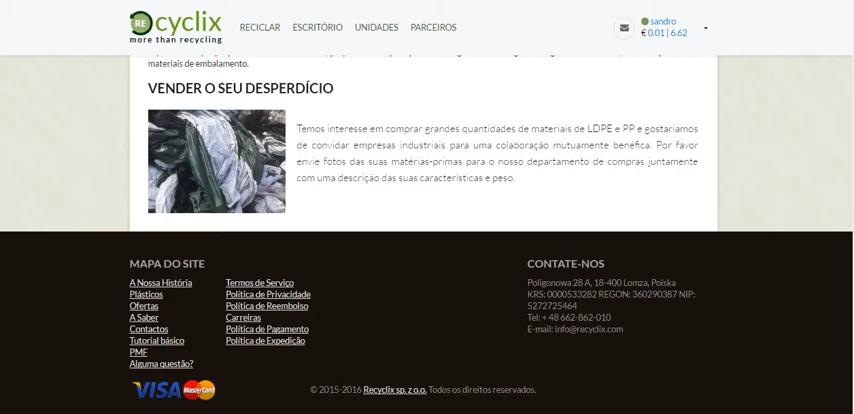 REcyclix
more than recycling
RECICLAR ESCRITÓRIO UNIDADES PARCEIROS
sandro
€ 0.01 | 6.62
materiais de embalamento.
VENDER O SEU DESPERDÍCIO
Temos interesse em comprar grandes quantidades de materiais de LDPE e PP e gostaríamos
de convidar empresas industriais para uma colaboração mutuamente benéfica. Por favor
envie fotos das suas matérias-primas para o nosso departamento de compras juntamente
com uma descrição das suas características e peso.
MAPA DO SITE
A Nossa História
Plásticos
Ofertas
A Saber
Contactos
Tutorial básico
PMF
Alguma questão?
Termos de Serviço
Política de Privacidade
Política de Reembolso
Carreiras
Política de Pagamento
Política de Expedição
CONTATE-NOS
Poligonowa 28 A, 18-400 Lomza, Polska
KRS: 0000533282 REGON: 360290387 NIP:
5272725464
Tel: + 48 662-862-010
E-mail: info@recyclix.com
VISA MasterCard
© 2015-2016 Recyclix sp. z o.o. Todos os direitos reservados.